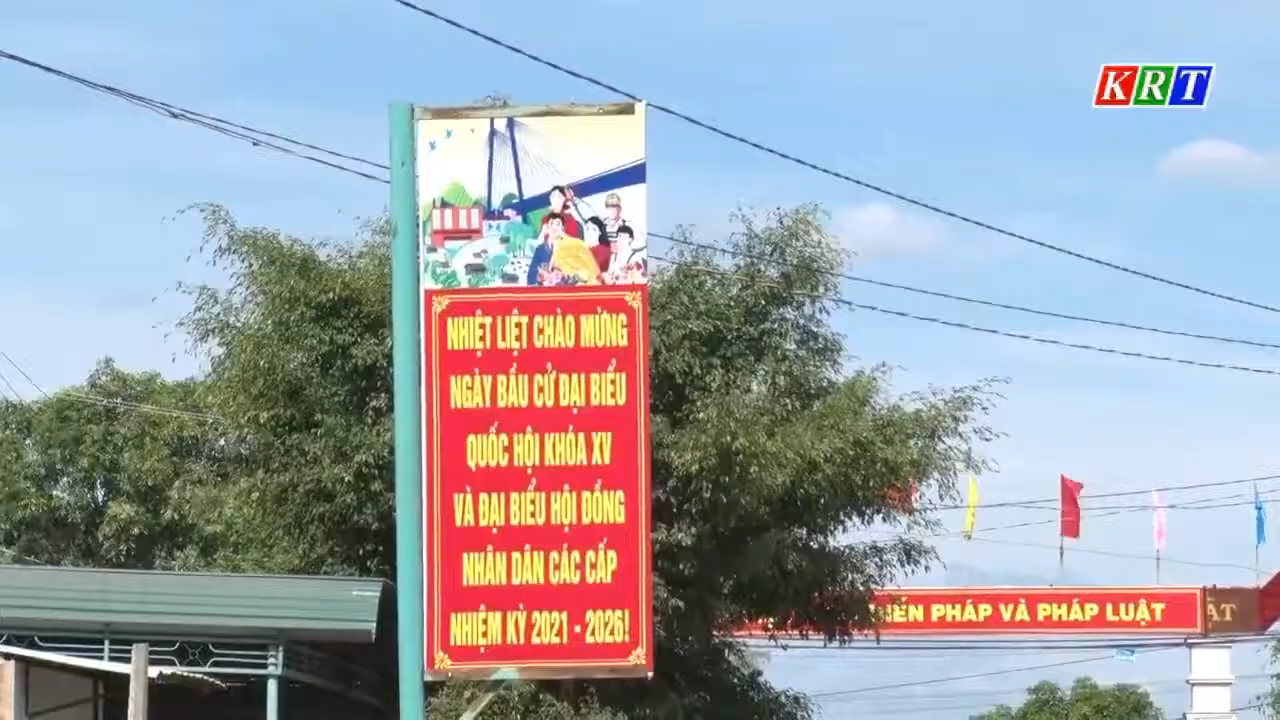 KRT
NHIỆT LIỆT CHÀO MỪNG
NGÀY BẦU CỬ ĐẠI BIỂU
QUỐC HỘI KHÓA XV
VÀ ĐẠI BIỂU HỘI ĐỒNG
NHÂN DÂN CÁC CẤP
NHIỆM KỲ 2021 - 2026!
PHÁP VÀ PHÁP LUẬT